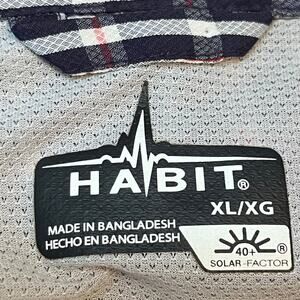 HABIT®
XL/XG
MADE IN BANGLADESH
HECHO EN BANGLADESH
40+ ®
SOLAR-FACTOR